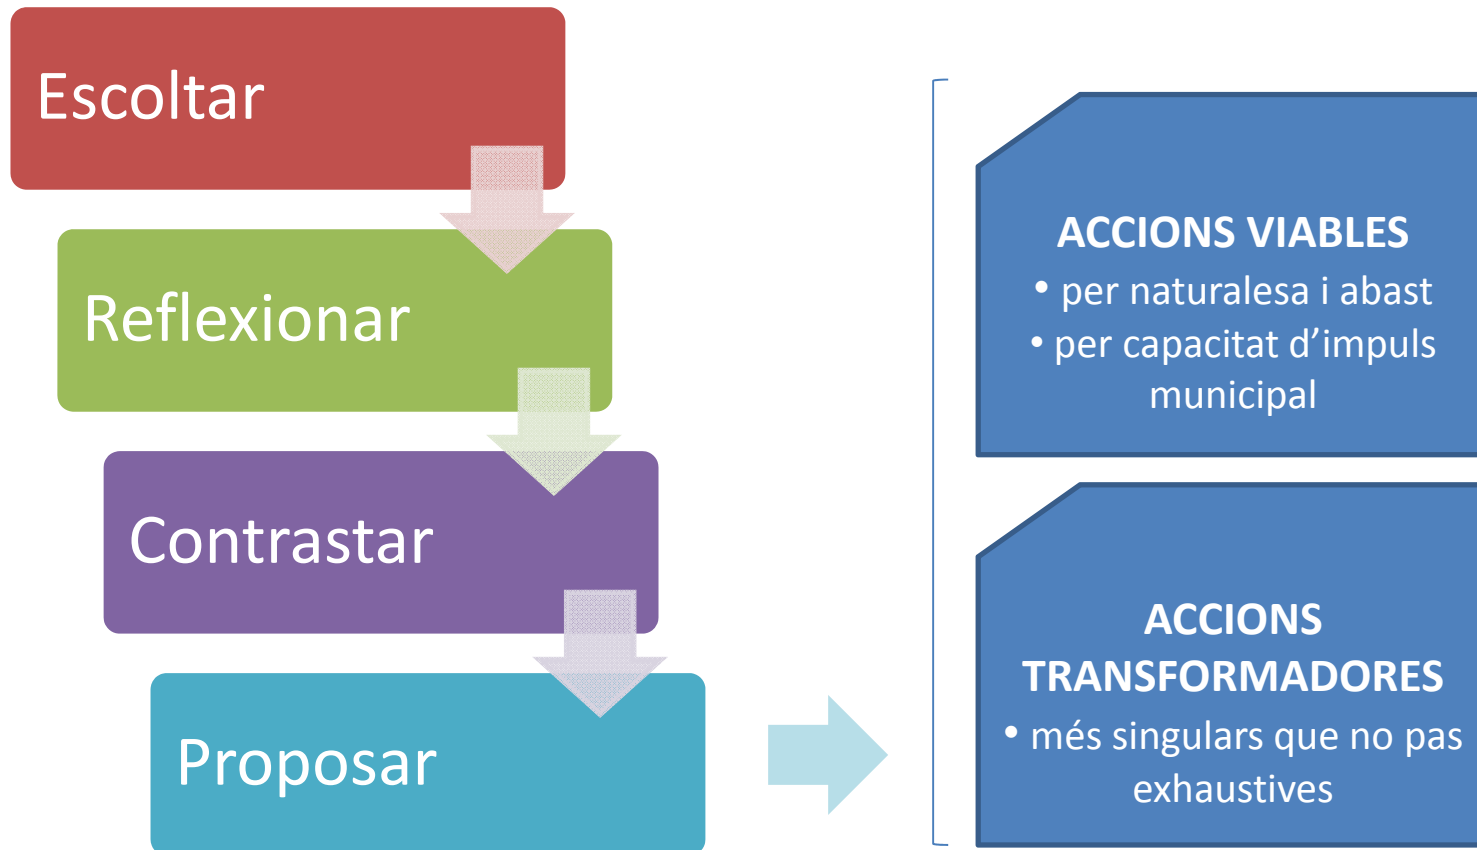 Escoltar
Reflexionar
Contrastar
Proposar
ACCIONS VIABLES
• per naturalesa i abast
• per capacitat d’impuls
municipal
ACCIONS
TRANSFORMADORES
• més singulars que no pas
exhaustives